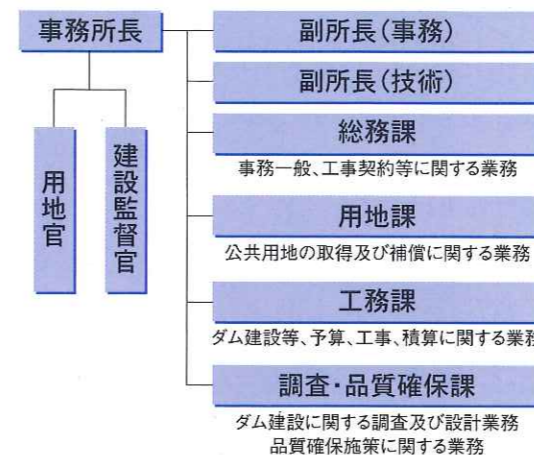 事務所長
副所長(事務)
副所長(技術)
総務課
事務一般、工事契約等に関する業務
用地官
建設監督官
用地課
公共用地の取得及び補償に関する業務
工務課
ダム建設等、予算、工事、積算に関する業務
調査・品質確保課
ダム建設に関する調査及び設計業務
品質確保施策に関する業務